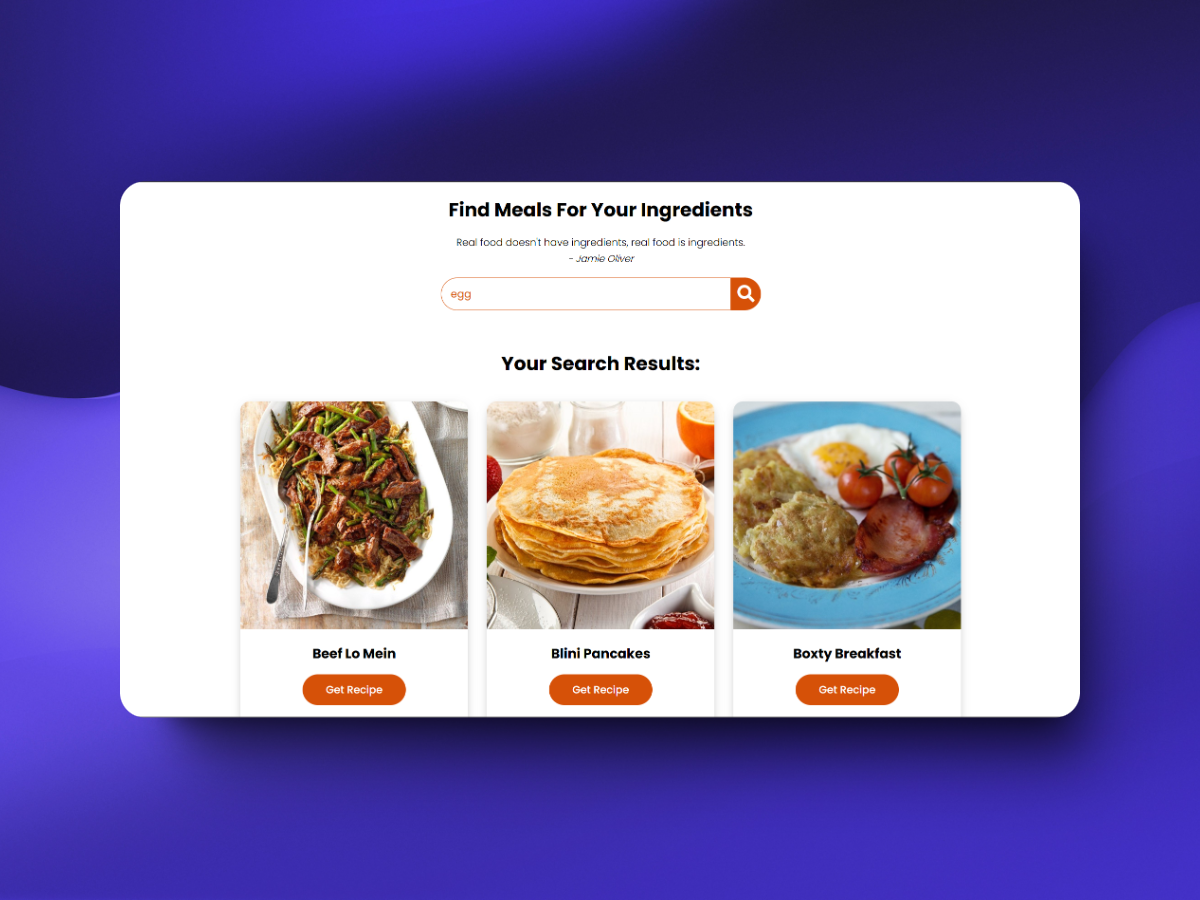 Find Meals For Your Ingredients
Real food doesn't have ingredients, real food is ingredients.
- Jamie Oliver
egg
Your Search Results:
Beef Lo Mein
Blini Pancakes
Boxty Breakfast
Get Recipe
Get Recipe
Get Recipe